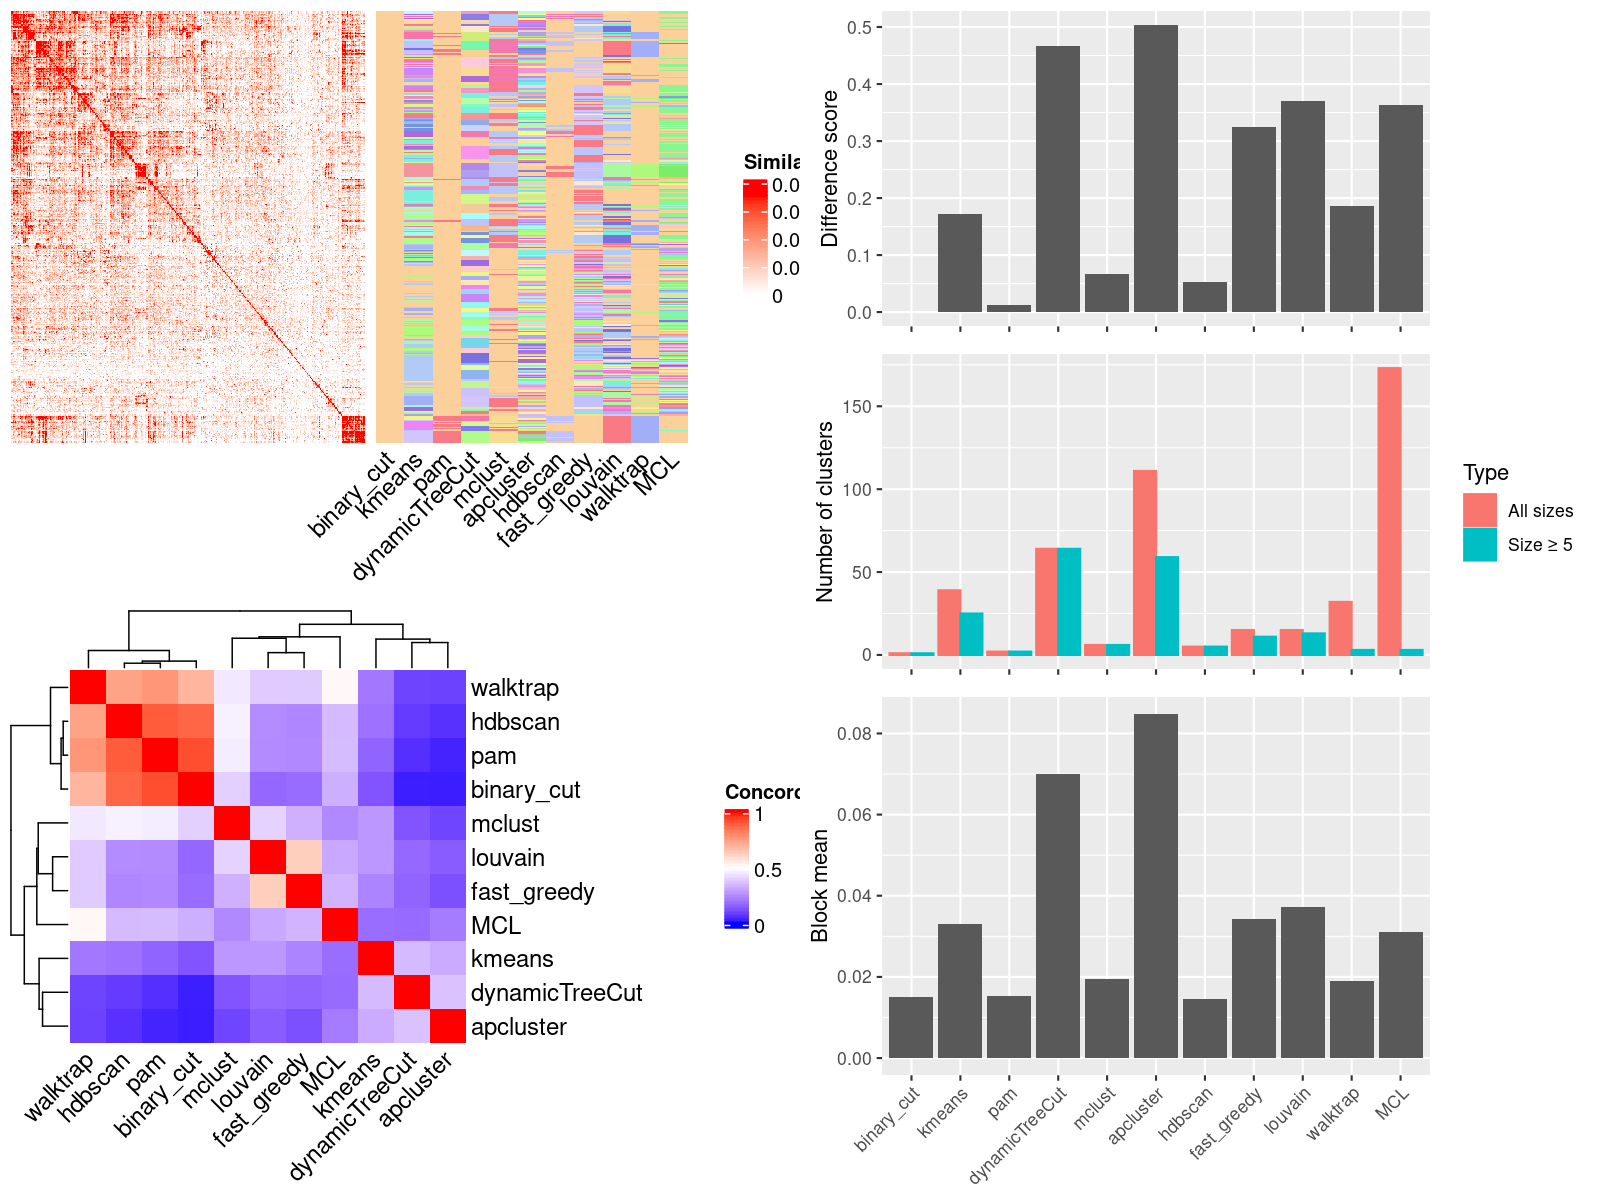 Simila
0.0
0.0
0.0
0.0
0
binary_cut
kmeans
pam
dynamicTreeCut
mclust
apcluster
hdbscan
fast_greedy
louvain
walktrap
MCL
walktrap
hdbscan
pam
binary_cut
mclust
louvain
fast_greedy
MCL
kmeans
dynamicTreeCut
apcluster
walktrap
hdbscan
pam
binary_cut
mclust
louvain
fast_greedy
MCL
kmeans
dynamicTreeCut
apcluster
Concord
1
0.5
0
Difference score
0.5
0.4
0.3
0.2
0.1
0.0
Number of clusters
150
100
50
0
Type
All sizes
Size ≥ 5
Block mean
0.08
0.06
0.04
0.02
0.00
binary_cut
kmeans
pam
dynamicTreeCut
mclust
apcluster
hdbscan
fast_greedy
louvain
walktrap
MCL